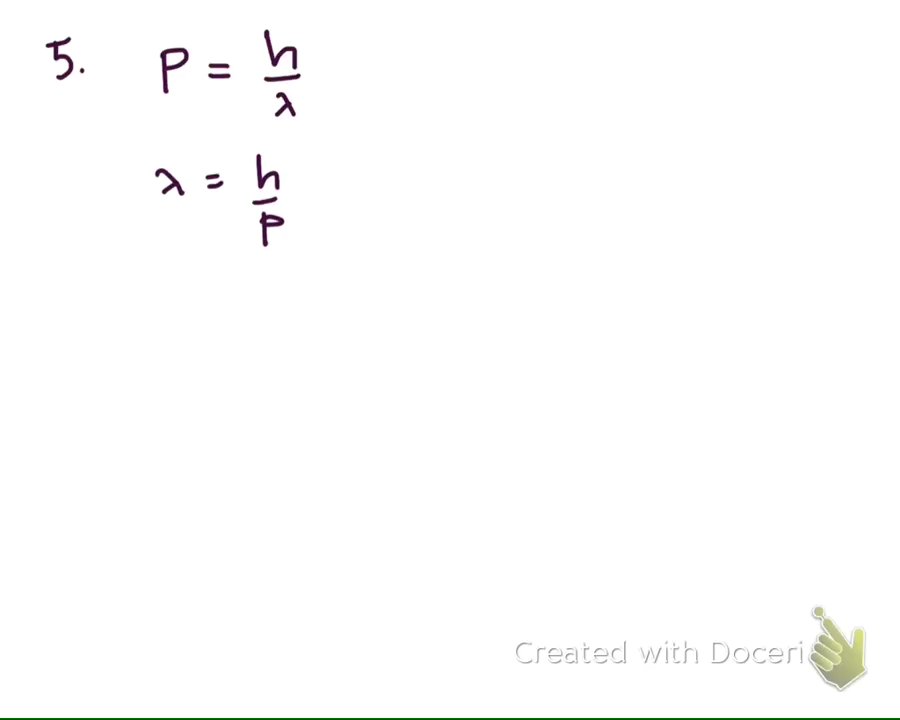 5. P = h/λ
λ = h/P
Created with Doceri